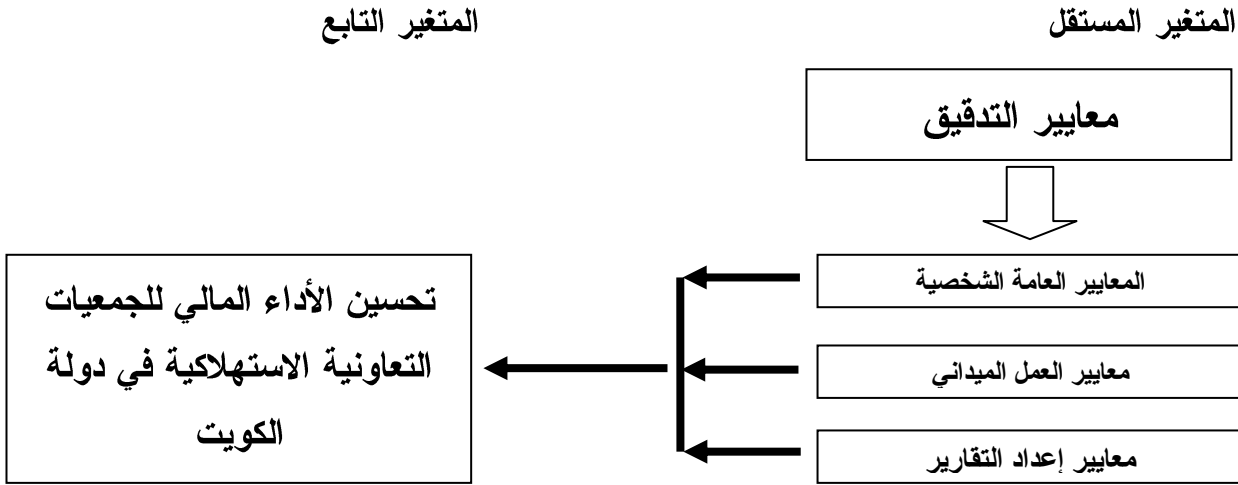 المتغير المستقل
المتغير التابع
معايير التدقيق
المعايير العامة الشخصية
معايير العمل الميداني
معايير إعداد التقارير
تحسين الأداء المالي للجمعيات
التعاونية الاستهلاكية في دولة
الكويت